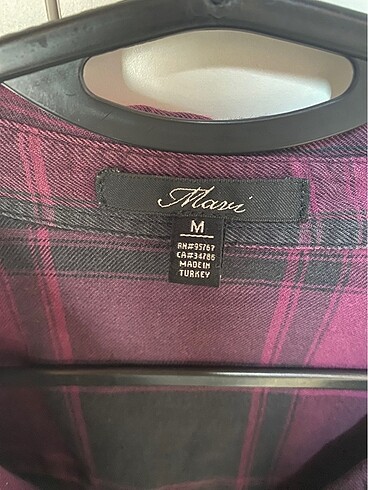 Mavi
M
RN#95767
CA#34786
MADE IN
TURKEY